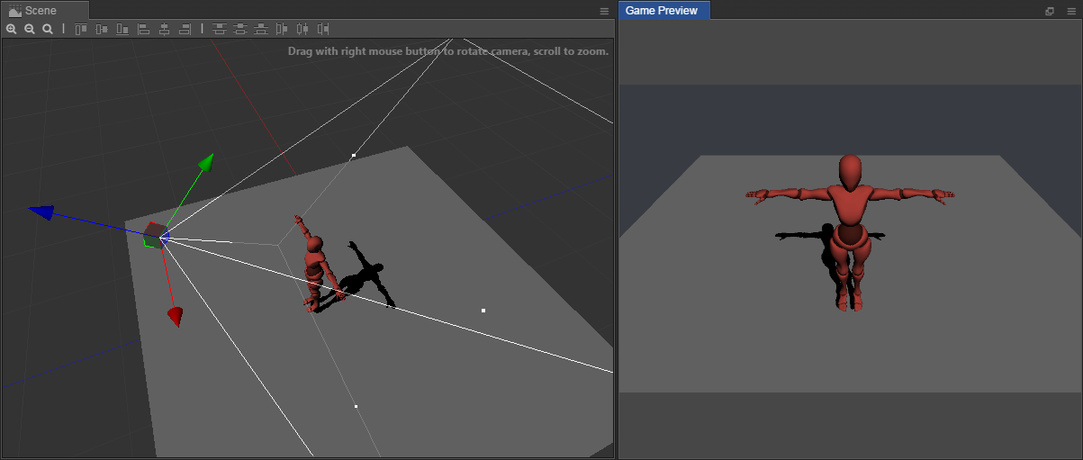 Scene
Game Preview
Drag with right mouse button to rotate camera, scroll to zoom.